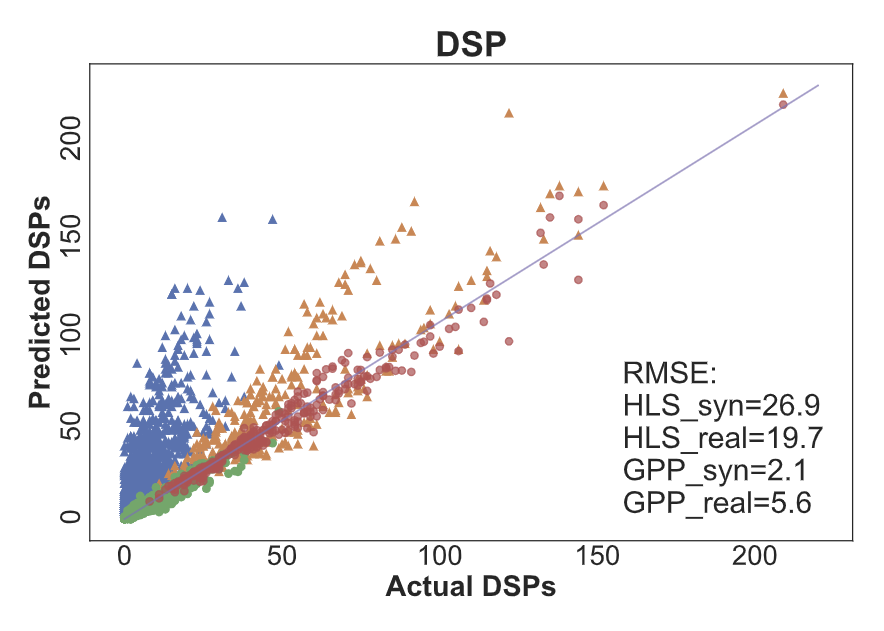 DSP
Predicted DSPs
200
150
100
50
0
RMSE:
HLS_syn=26.9
HLS_real=19.7
GPP_syn=2.1
GPP_real=5.6
0 50 100 150 200
Actual DSPs